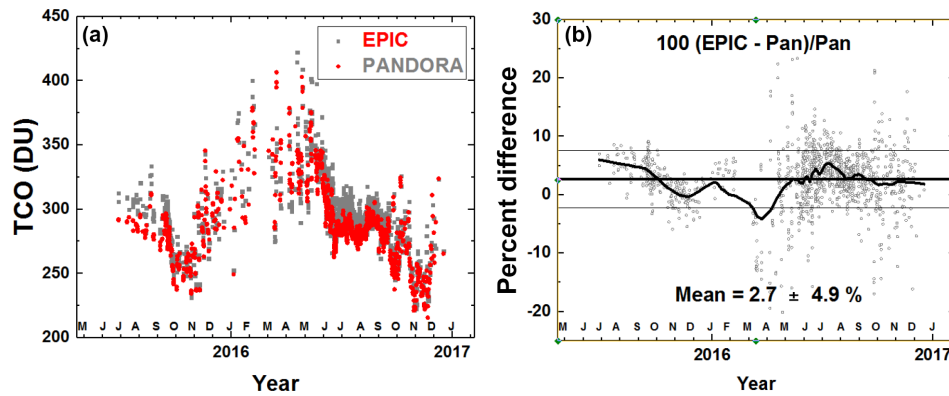 (a)
EPIC
PANDORA
450
400
350
300
250
200
TCO (DU)
M J J A S O N D J F M A M J J A S O N D J
2016 2017
Year
(b)
100 (EPIC - Pan)/Pan
30
20
10
0
-10
-20
Percent difference
Mean = 2.7 ± 4.9 %
M J J A S O N D J F M A M J J A S O N D J
2016 2017
Year